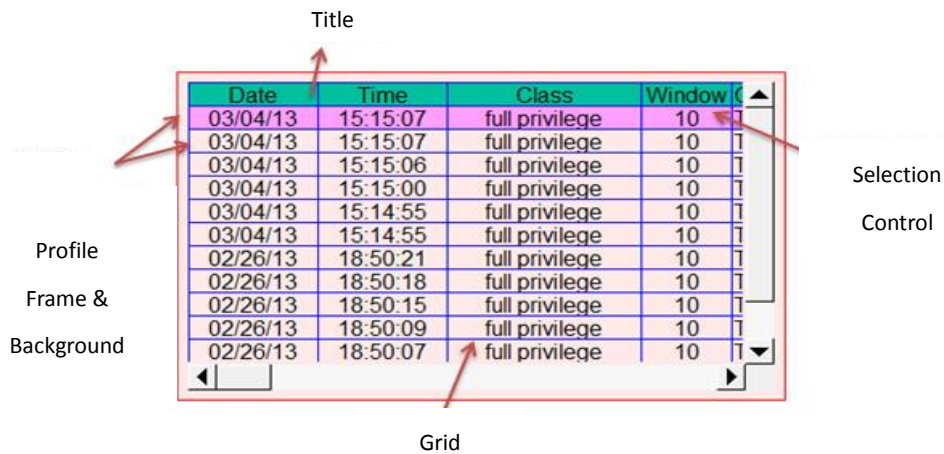 Title
Date Time Class Window
03/04/13 15:15:07 full privilege 10 T
03/04/13 15:15:07 full privilege 10 T
03/04/13 15:15:06 full privilege 10 T
03/04/13 15:15:00 full privilege 10 T
03/04/13 15:14:55 full privilege 10 T
03/04/13 15:14:55 full privilege 10 T
02/26/13 18:50:21 full privilege 10 T
02/26/13 18:50:18 full privilege 10 T
02/26/13 18:50:15 full privilege 10 T
02/26/13 18:50:09 full privilege 10 T
02/26/13 18:50:07 full privilege 10 T
Selection
Control
Profile
Frame &
Background
Grid